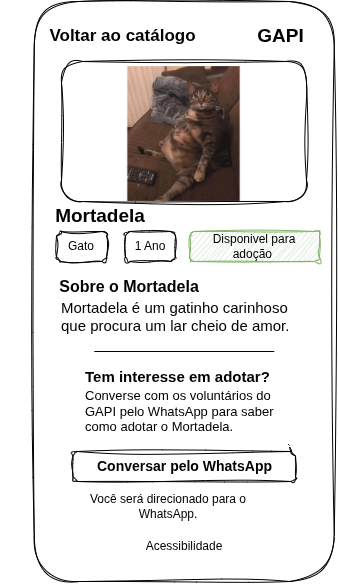 Voltar ao catálogo GAPI
Mortadela
Gato 1 Ano Disponivel para
adoção
Sobre o Mortadela
Mortadela é um gatinho carinhoso
que procura um lar cheio de amor.
Tem interesse em adotar?
Converse com os voluntários do
GAPI pelo WhatsApp para saber
como adotar o Mortadela.
Conversar pelo WhatsApp
Você será direcionado para o
WhatsApp.
Acessibilidade